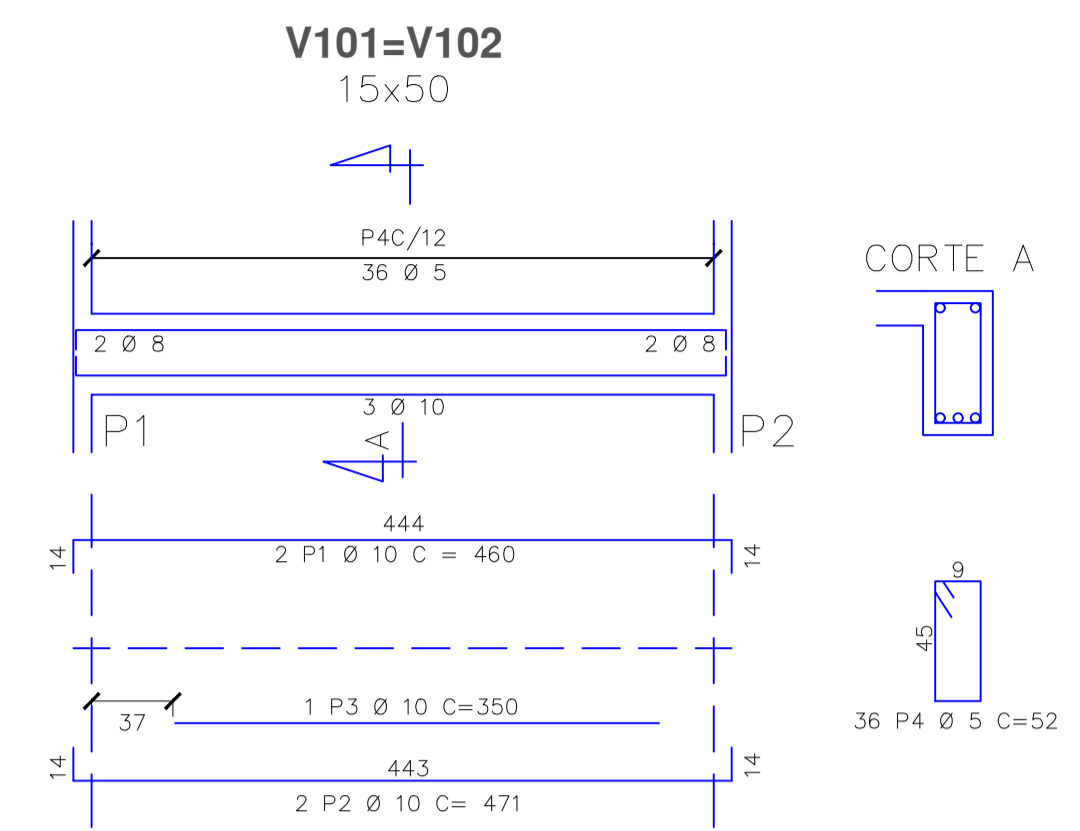 V101=V102
15x50
P4C/12
36 Ø 5
2 Ø 8
2 Ø 8
3 Ø 10
P1
A
P2
CORTE A
444
14
2 P1 Ø 10 C = 460
14
37
1 P3 Ø 10 C=350
14
443
14
2 P2 Ø 10 C= 471
9
45
36 P4 Ø 5 C=52